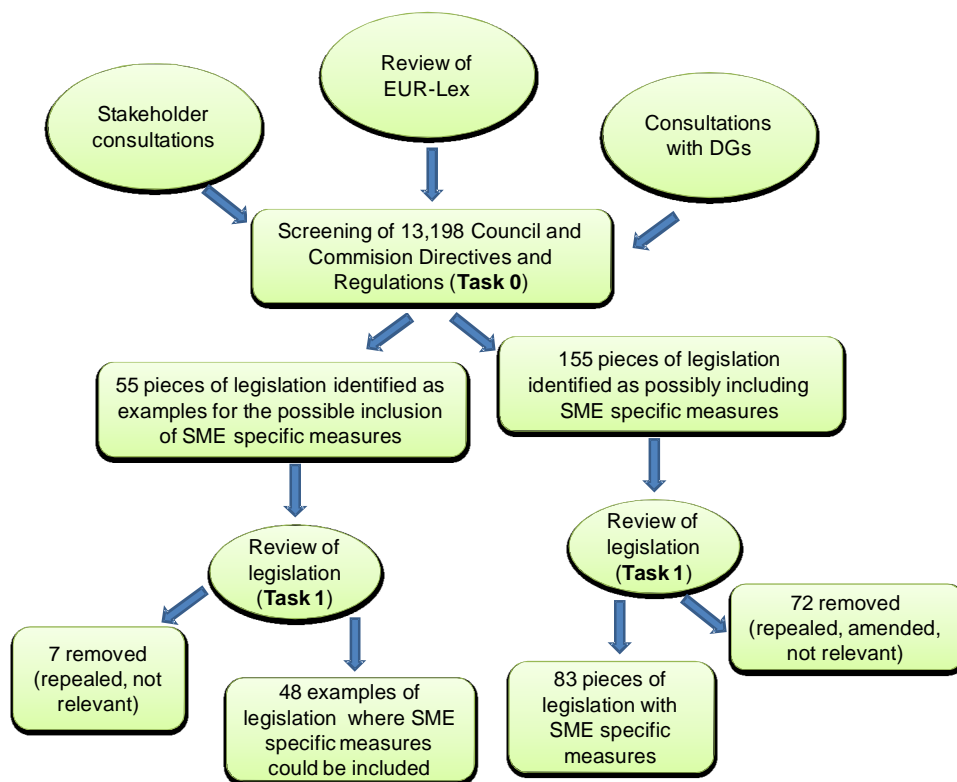 Review of
EUR-Lex
Stakeholder
consultations
Consultations
with DGs
Screening of 13,198 Council and
Commision Directives and
Regulations (Task 0)
55 pieces of legislation identified as
examples for the possible inclusion
of SME specific measures
155 pieces of legislation
identified as possibly including
SME specific measures
Review of
legislation
(Task 1)
Review of
legislation
(Task 1)
7 removed
(repealed, not
relevant)
48 examples of
legislation where SME
specific measures
could be included
83 pieces of
legislation with
SME specific
measures
72 removed
(repealed, amended,
not relevant)